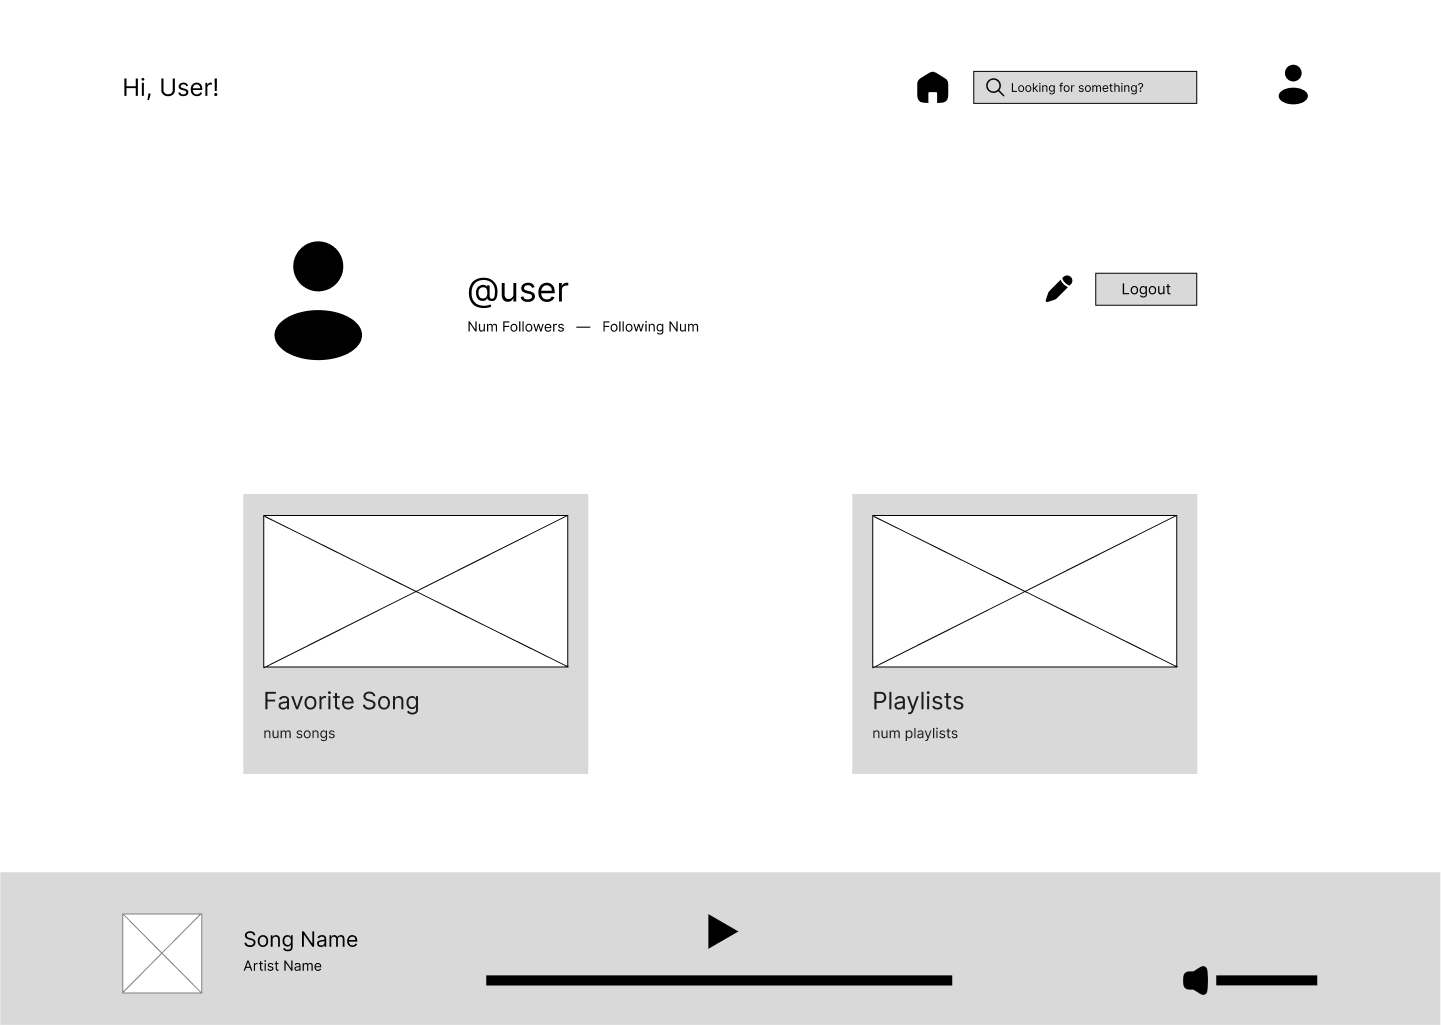 Hi, User!
Looking for something?
@user
Num Followers — Following Num
Logout
Favorite Song
num songs
Playlists
num playlists
Song Name
Artist Name